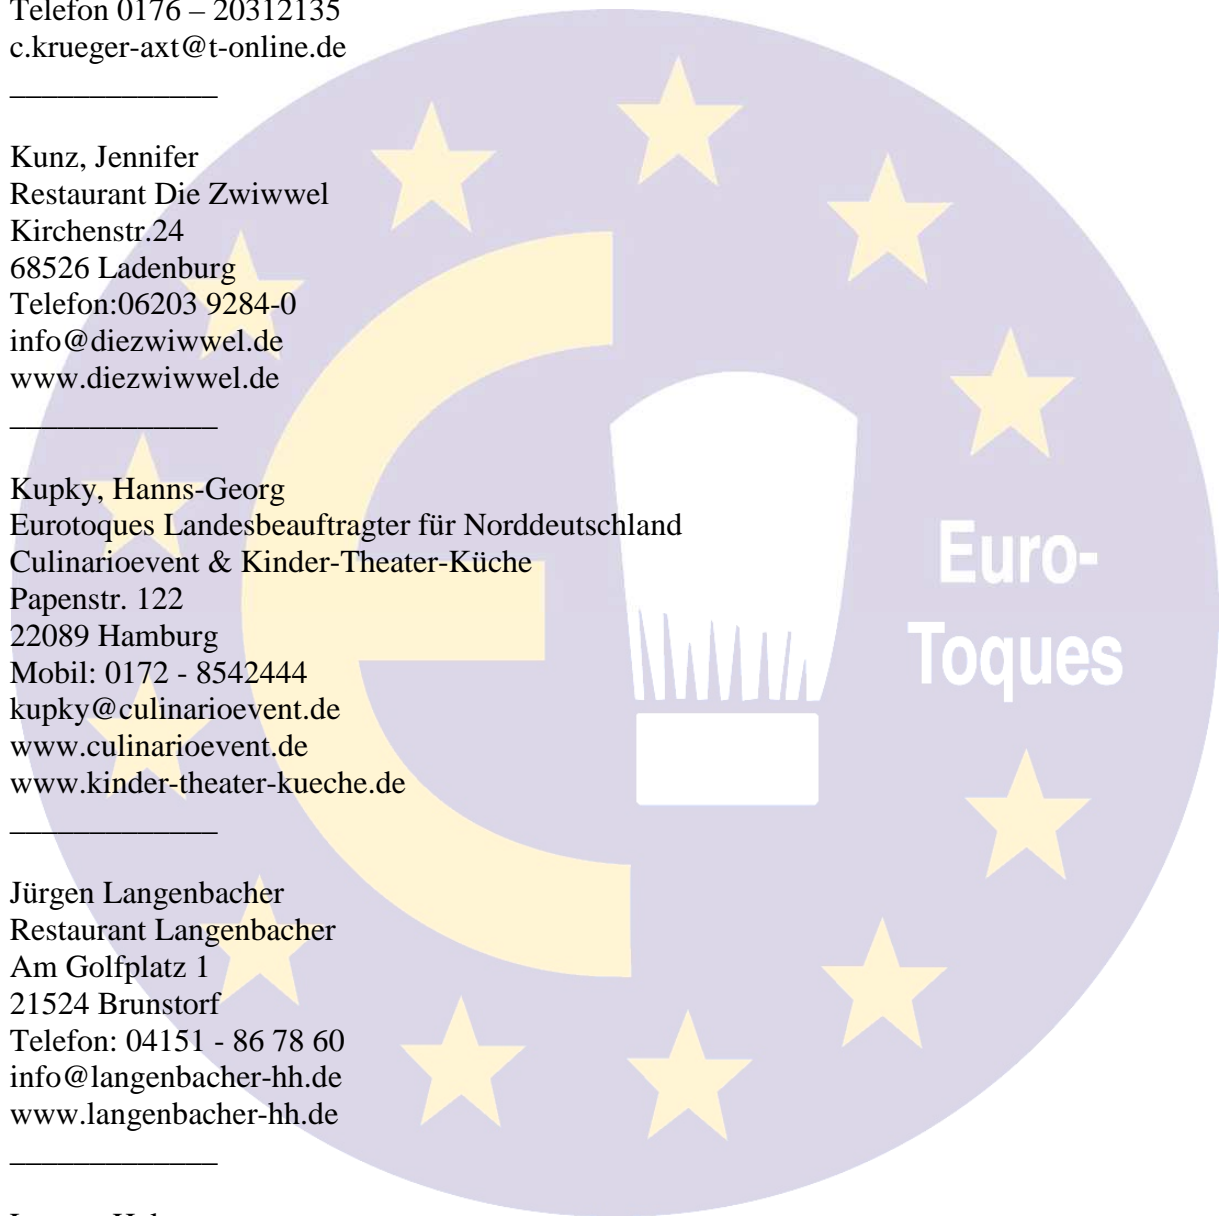 Telefon 0176 – 20312135
c.krueger-axt@t-online.de
_____________
Kunz, Jennifer
Restaurant Die Zwiwwel
Kirchenstr.24
68526 Ladenburg
Telefon:06203 9284-0
info@diezwiwwel.de
www.diezwiwwel.de
_____________
Kupky, Hanns-Georg
Eurotoques Landesbeauftragter für Norddeutschland
Culinarioevent & Kinder-Theater-Küche
Papenstr. 122
22089 Hamburg
Mobil: 0172 - 8542444
kupky@culinarioevent.de
www.culinarioevent.de
www.kinder-theater-kueche.de
_____________
Jürgen Langenbacher
Restaurant Langenbacher
Am Golfplatz 1
21524 Brunstorf
Telefon: 04151 - 86 78 60
info@langenbacher-hh.de
www.langenbacher-hh.de
_____________
Euro-
Toques